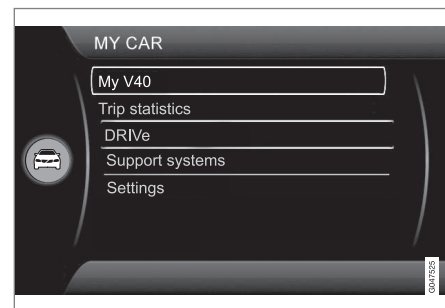 MY CAR
My V40
Trip statistics
DRIVe
Support systems
Settings
G047525